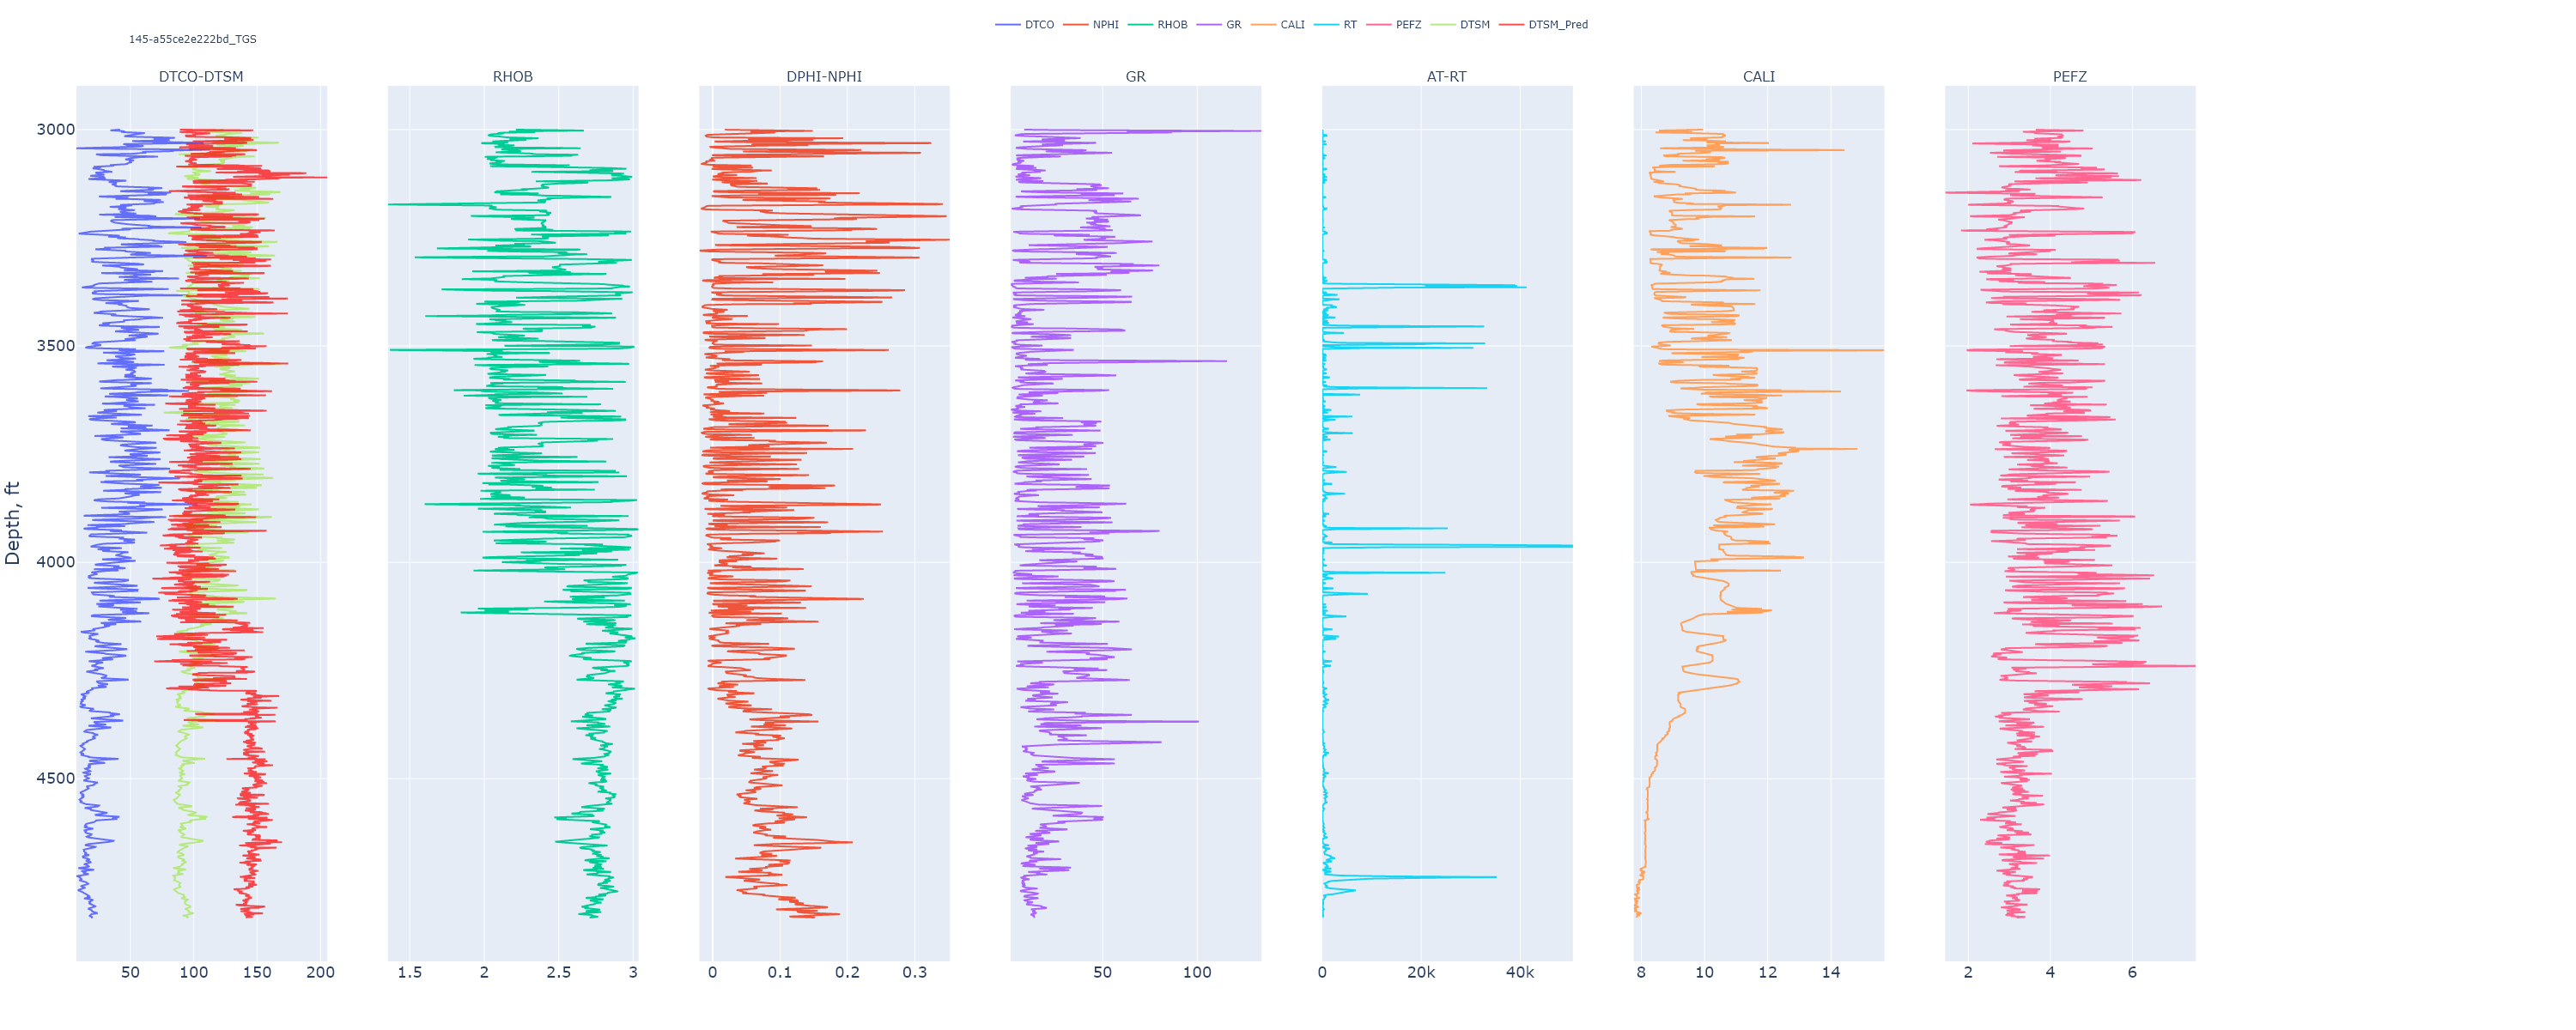 DTCO NPHI RHOB GR CALI RT PEFZ DTSM DTSM_Pred
145-a55ce2e222bd_TGS
DTCO-DTSM RHOB DPHI-NPHI GR AT-RT CALI PEFZ
Depth, ft
3000
3500
4000
4500
50 100 150 200 1.5 2 2.5 3 0 0.1 0.2 0.3 50 100 0 20k 40k 8 10 12 14 2 4 6